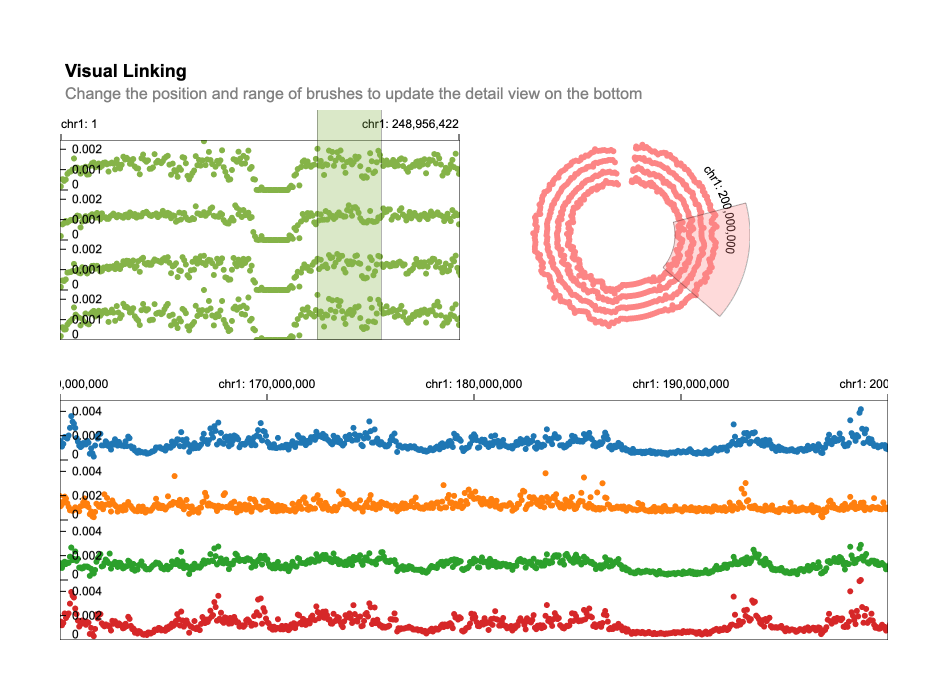 Visual Linking
Change the position and range of brushes to update the detail view on the bottom
chr1: 1
chr1: 248,956,422
0.002
0.001
0
0.002
0.001
0
0.002
0.001
0
0.002
0.001
0
chr1: 200,000,000
),000,000
chr1: 170,000,000
chr1: 180,000,000
chr1: 190,000,000
chr1: 200
0.004
0.002
0
0.004
0.002
0
0.004
0.002
0
0.004
0.002
0